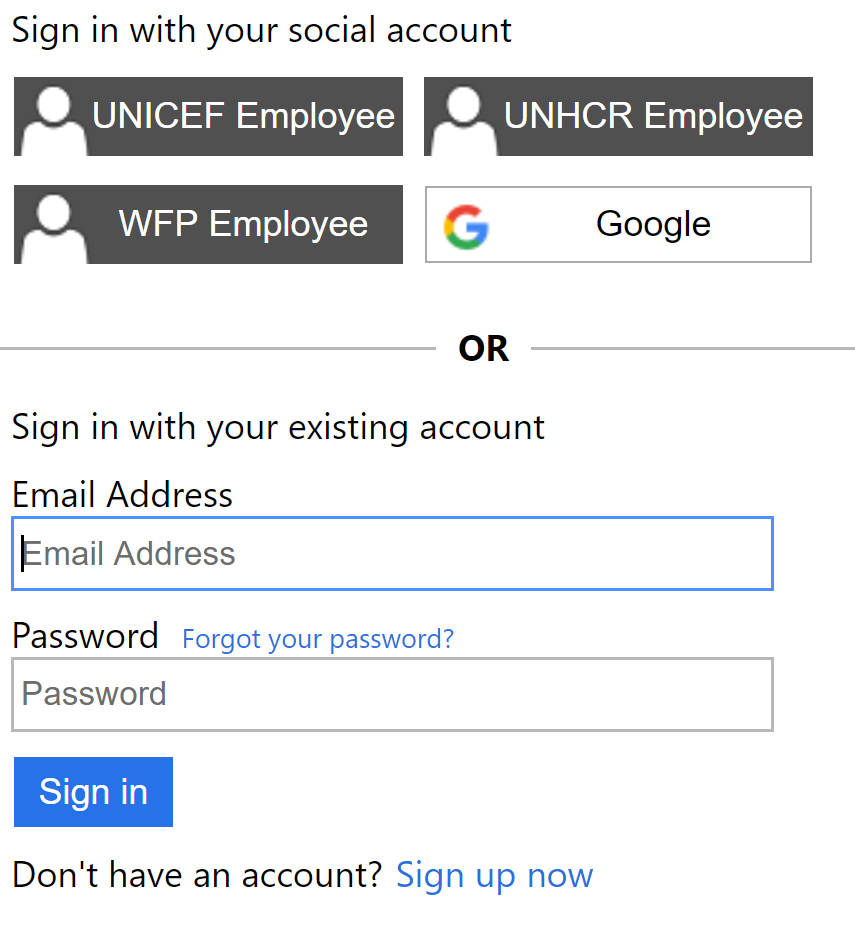 Sign in with your social account
UNICEF Employee
UNHCR Employee
WFP Employee
Google
OR
Sign in with your existing account
Email Address
Email Address
Password Forgot your password?
Password
Sign in
Don't have an account? Sign up now